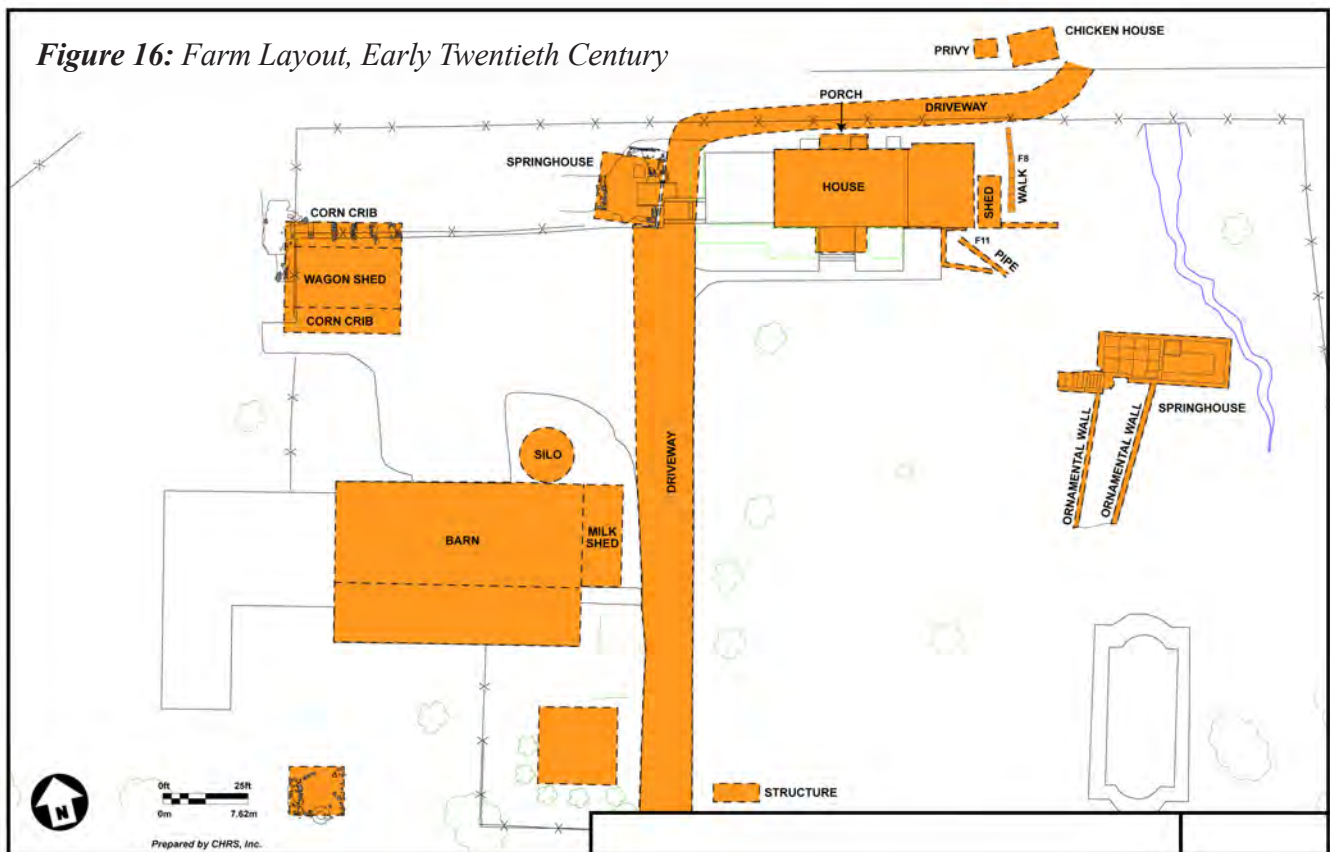 Figure 16: Farm Layout, Early Twentieth Century
CHICKEN HOUSE
PRIVY
PORCH
DRIVEWAY
SPRINGHOUSE
HOUSE
SHED
F8
WALK
CORN CRIB
WAGON SHED
CORN CRIB
F11
PIPE
SPRINGHOUSE
ORNAMENTAL WALL
ORNAMENTAL WALL
SILO
DRIVEWAY
BARN
MILK
SHED
STRUCTURE
N
0ft 25ft
0m 7.62m
Prepared by CHRS, Inc.